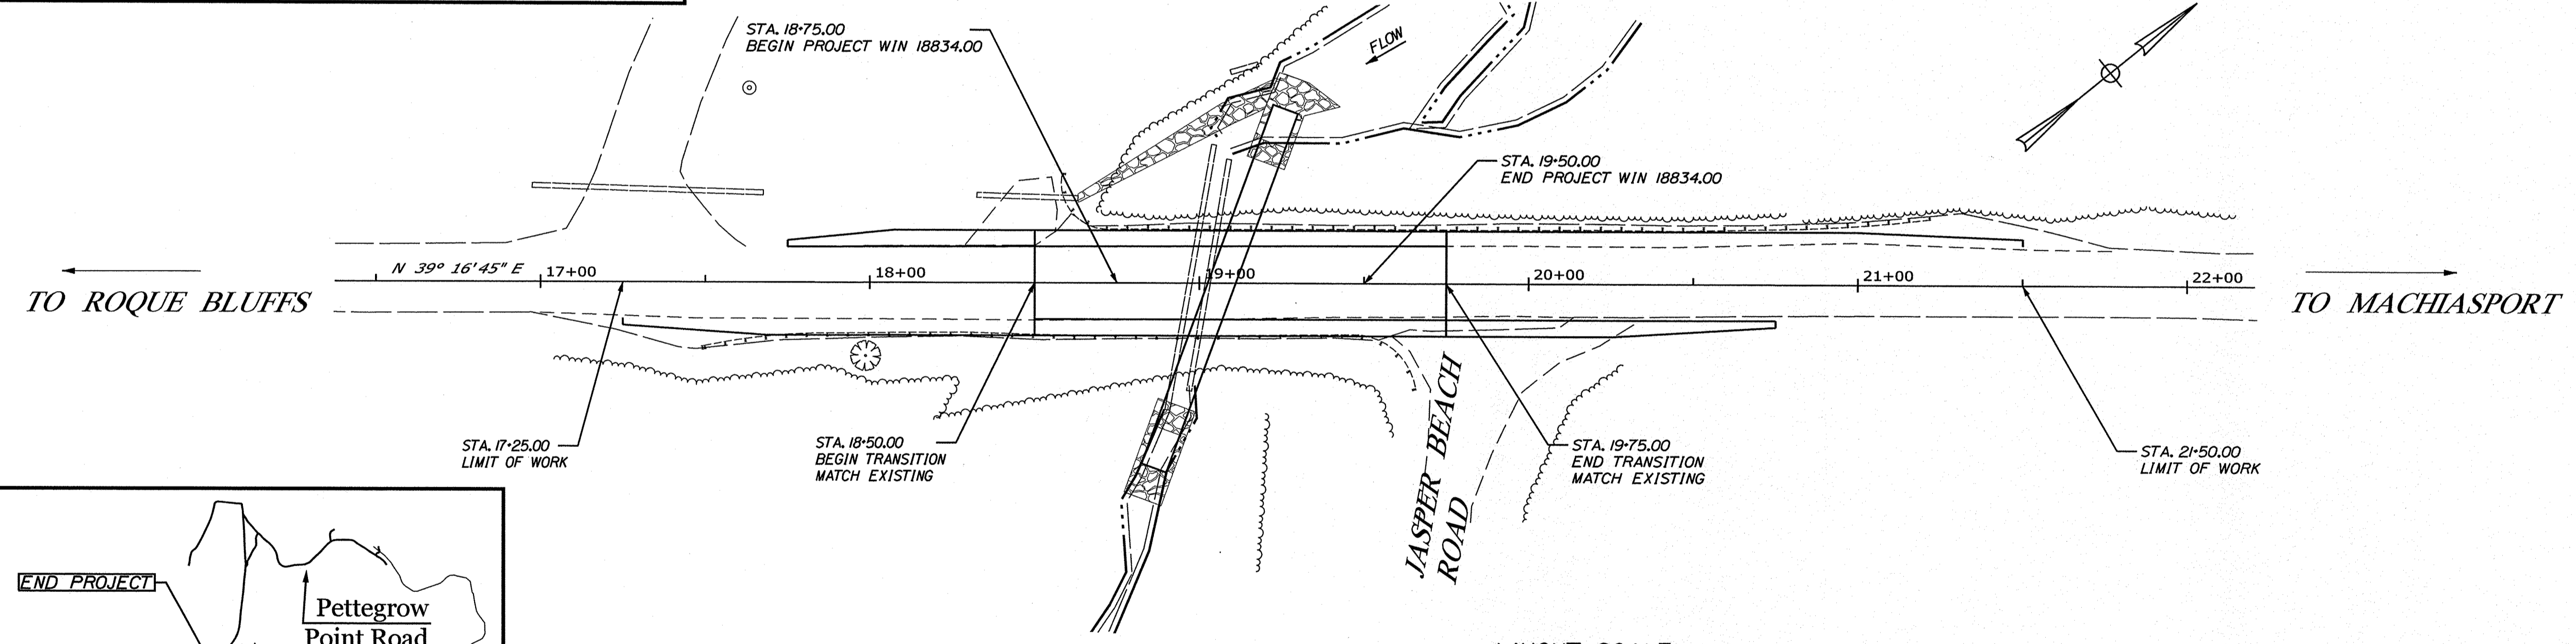 STA. 18+75.00
BEGIN PROJECT WIN 18834.00
FLOW
STA. 19+50.00
END PROJECT WIN 18834.00
N 39° 16'45" E
17+00
18+00
19+00
20+00
21+00
22+00
TO ROQUE BLUFFS
TO MACHIASPORT
STA. 17+25.00
LIMIT OF WORK
STA. 18+50.00
BEGIN TRANSITION
MATCH EXISTING
JASPER BEACH
ROAD
STA. 19+75.00
END TRANSITION
MATCH EXISTING
STA. 21+50.00
LIMIT OF WORK
END PROJECT
Pettegrow
Point Road